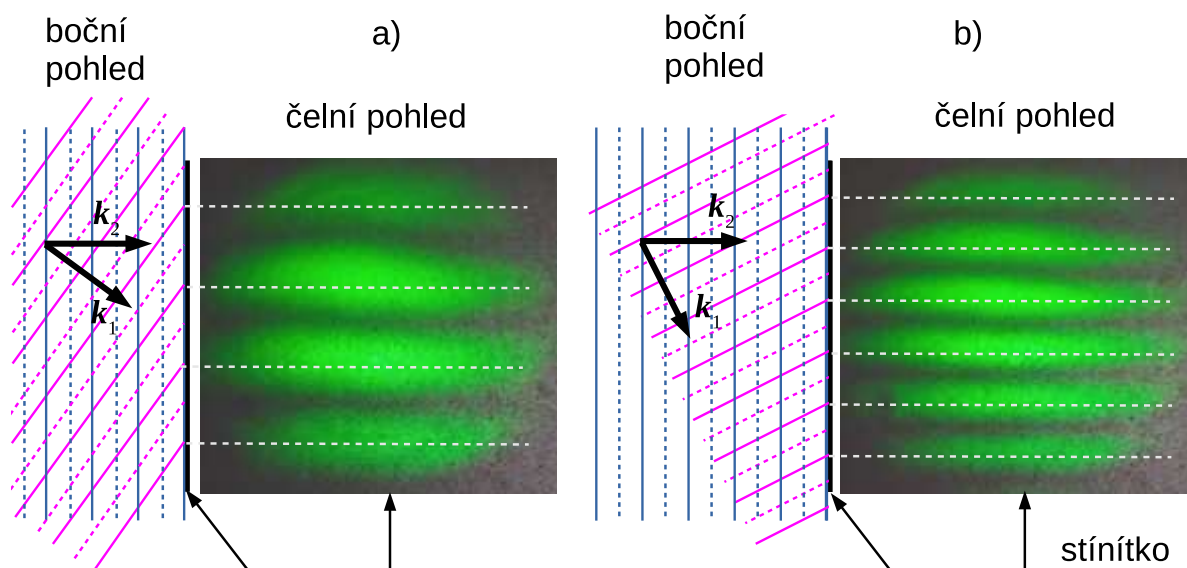 boční
pohled
a)
čelní pohled
k2
k1
boční
pohled
b)
čelní pohled
k2
k1
stínítko